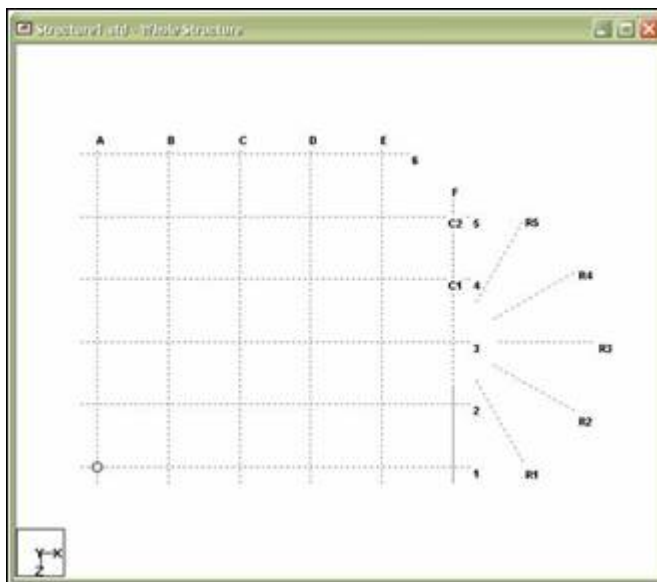 Structure1.std - Whole Structure
A B C D E
6
F
C2 5 R5
C1 4 R4
3 R3
2 R2
1 R1
Y X
Z